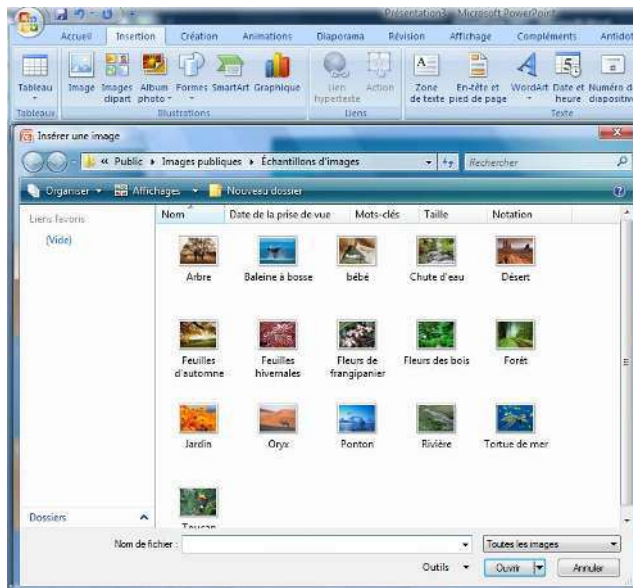 Présentation3 - Microsoft PowerPoint
Accueil Insertion Création Animations Diaporama Révision Affichage Compléments Antidot
Tableau Image Images clipart Album photo Formes SmartArt Graphique Lien hypertexte Action Zone de texte En-tête et pied de page WordArt Date et heure Numéro d diapositiv
Tableaux Illustrations Liens Texte
Insérer une image
« Public Images publiques Échantillons d'images Rechercher
Organiser Affichages Nouveau dossier
Liens favoris Nom Date de la prise de vue Mots-clés Taille Notation
(Vide)
Arbre Baleine à bosse bébé Chute d'eau Désert
Feuilles d'automne Feuilles hivernales Fleurs de frangipanier Fleurs des bois Forêt
Jardin Oryx Ponton Rivière Tortue de mer
Dossiers Toucan
Nom de fichier : Toutes les images
Outils Ouvrir Annuler